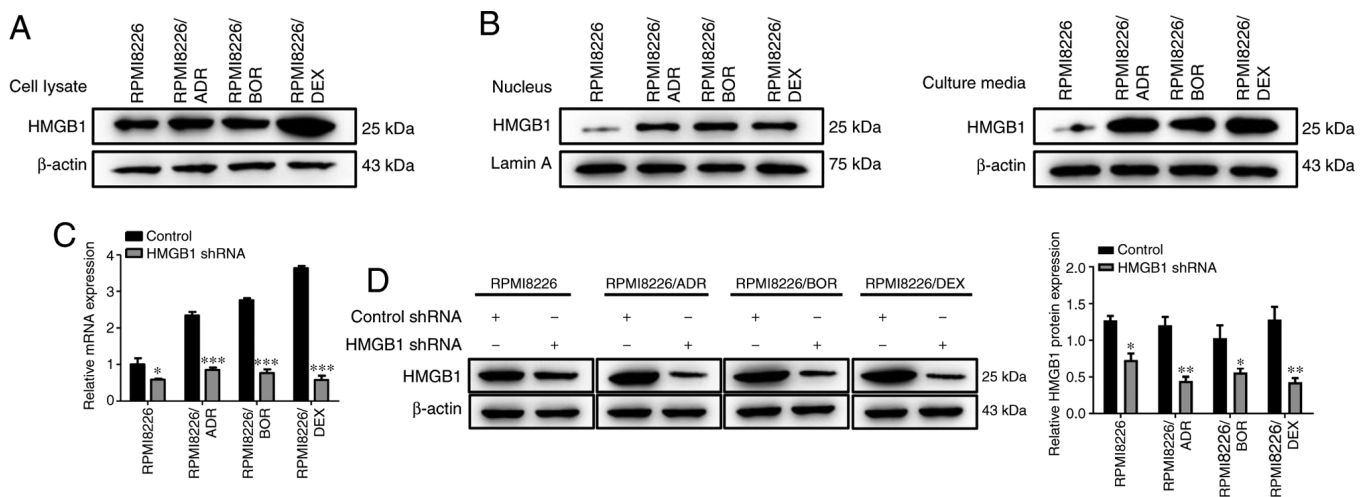 A
Cell lysate
RPMI8226
RPMI8226/
ADR
RPMI8226/
BOR
RPMI8226/
DEX
HMGB1
25 kDa
β-actin
43 kDa
B
Nucleus
RPMI8226
RPMI8226/
ADR
RPMI8226/
BOR
RPMI8226/
DEX
HMGB1
25 kDa
Lamin A
75 kDa
Culture media
RPMI8226
RPMI8226/
ADR
RPMI8226/
BOR
RPMI8226/
DEX
HMGB1
25 kDa
β-actin
43 kDa
C
Control
HMGB1 shRNA
Relative mRNA expression
4
3
2
1
0
*
***
***
***
RPMI8226
RPMI8226/
ADR
RPMI8226/
BOR
RPMI8226/
DEX
D
RPMI8226 RPMI8226/ADR RPMI8226/BOR RPMI8226/DEX
Control shRNA + – + – + – + –
HMGB1 shRNA – + – + – + – +
HMGB1
25 kDa
β-actin
43 kDa
Control
HMGB1 shRNA
Relative HMGB1 protein expression
2.0
1.5
1.0
0.5
0.0
*
**
*
**
RPMI8226
RPMI8226/
ADR
RPMI8226/
BOR
RPMI8226/
DEX